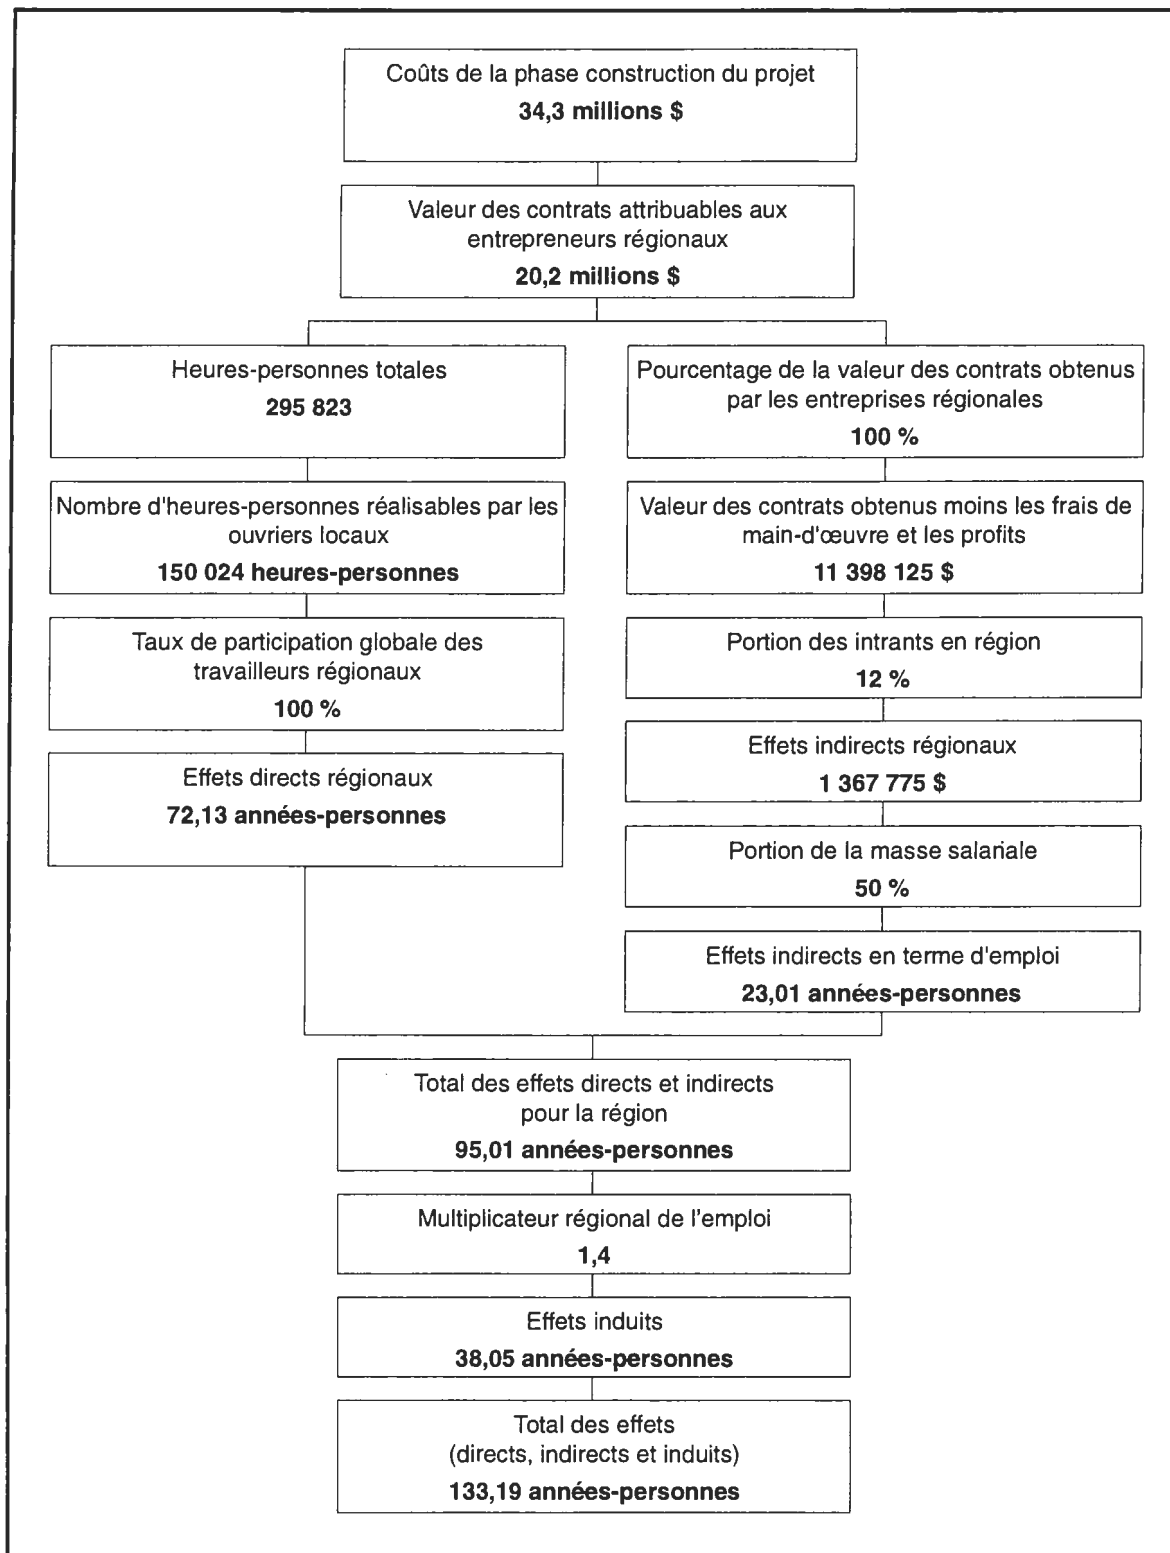 Coûts de la phase construction du projet
34,3 millions $
Valeur des contrats attribuables aux
entrepreneurs régionaux
20,2 millions $
Heures-personnes totales
295 823
Nombre d'heures-personnes réalisables par les
ouvriers locaux
150 024 heures-personnes
Taux de participation globale des
travailleurs régionaux
100 %
Effets directs régionaux
72,13 années-personnes
Pourcentage de la valeur des contrats obtenus
par les entreprises régionales
100 %
Valeur des contrats obtenus moins les frais de
main-d'œuvre et les profits
11 398 125 $
Portion des intrants en région
12 %
Effets indirects régionaux
1 367 775 $
Portion de la masse salariale
50 %
Effets indirects en terme d'emploi
23,01 années-personnes
Total des effets directs et indirects
pour la région
95,01 années-personnes
Multiplicateur régional de l'emploi
1,4
Effets induits
38,05 années-personnes
Total des effets
(directs, indirects et induits)
133,19 années-personnes